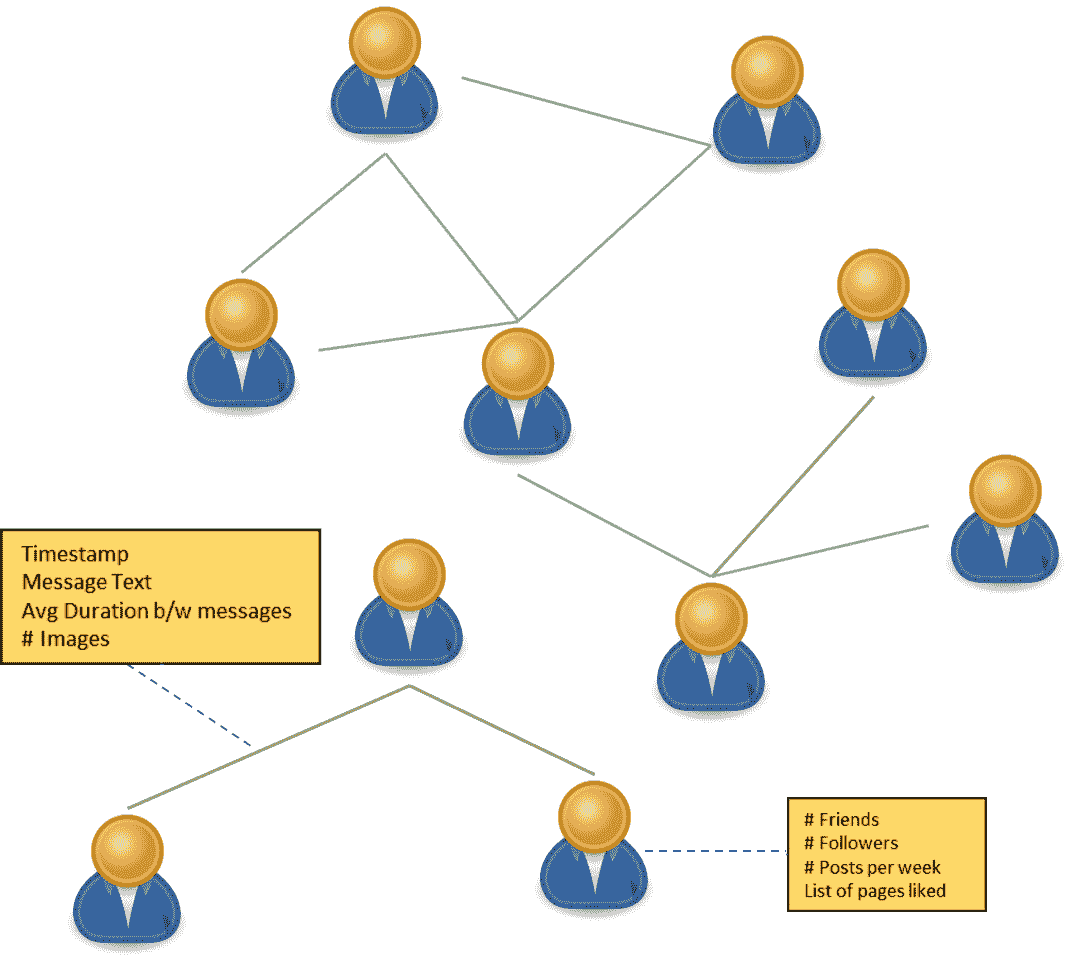 Timestamp
Message Text
Avg Duration b/w messages
# Images
# Friends
# Followers
# Posts per week
List of pages liked